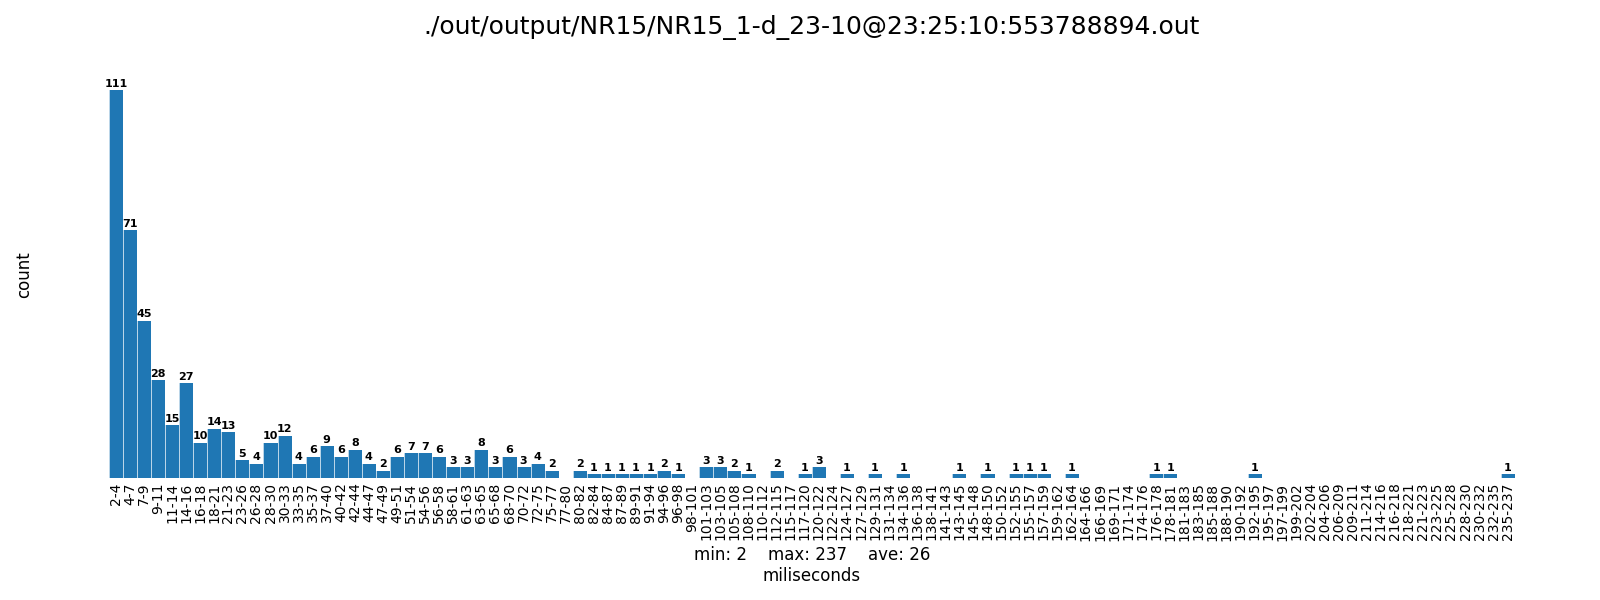 ./out/output/NR15/NR15_1-d_23-10@23:25:10:553788894.out
count
111 71 45 28 15 27 10 14 13 5 4 10 12 4 6 9 6 8 4 2 6 7 7 6 3 3 8 3 6 3 4 2 2 1 1 1 1 1 2 1 3 3 2 1 2 1 3 1 1 1 1 1 1 1 1 1 1 1 1 1
2-4 4-7 7-9 9-11 11-14 14-16 16-18 18-21 21-23 23-26 26-28 28-30 30-33 33-35 35-37 37-40 40-42 42-44 44-47 47-49 49-51 51-54 54-56 56-58 58-61 61-63 63-65 65-68 68-70 70-72 72-75 75-77 77-80 80-82 82-84 84-87 87-89 89-91 91-94 94-96 96-98 98-101 101-103 103-105 105-108 108-110 110-112 112-115 115-117 117-120 120-122 122-124 124-127 127-129 129-131 131-134 134-136 136-138 138-141 141-143 143-145 145-148 148-150 150-152 152-155 155-157 157-159 159-162 162-164 164-166 166-169 169-171 171-174 174-176 176-178 178-181 181-183 183-185 185-188 188-190 190-192 192-195 195-197 197-199 199-202 202-204 204-206 206-209 209-211 211-214 214-216 216-218 218-221 221-223 223-225 225-228 228-230 230-232 232-235 235-237
min: 2 max: 237 ave: 26
miliseconds